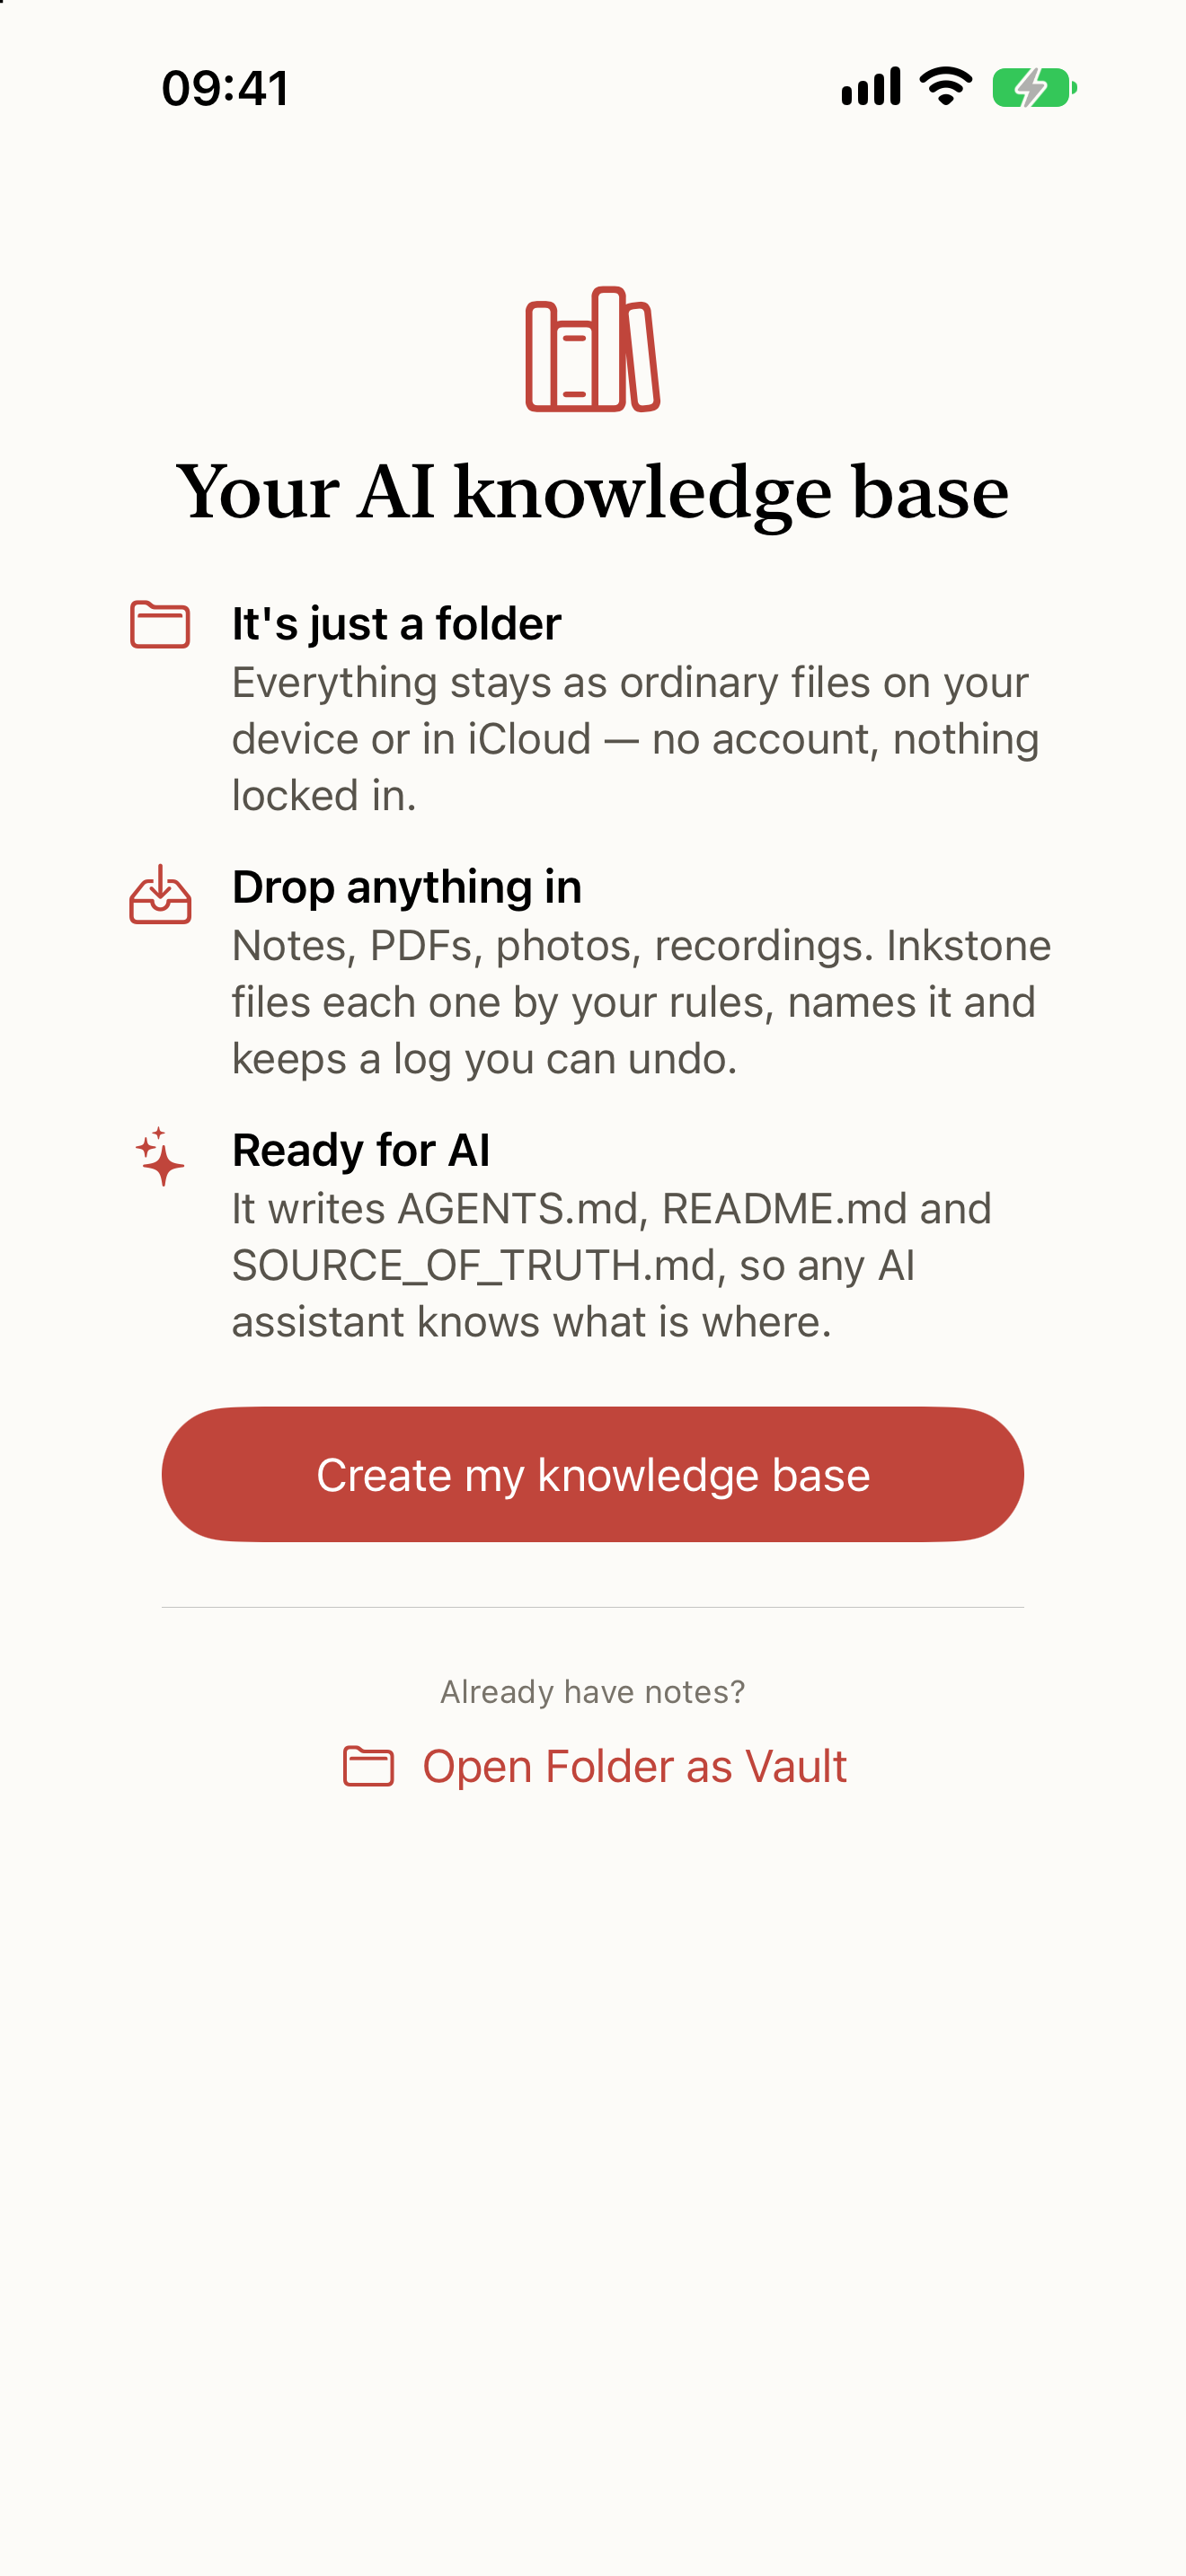 09:41
Your AI knowledge base
It's just a folder
Everything stays as ordinary files on your
device or in iCloud — no account, nothing
locked in.
Drop anything in
Notes, PDFs, photos, recordings. Inkstone
files each one by your rules, names it and
keeps a log you can undo.
Ready for AI
It writes AGENTS.md, README.md and
SOURCE_OF_TRUTH.md, so any AI
assistant knows what is where.
Create my knowledge base
Already have notes?
Open Folder as Vault